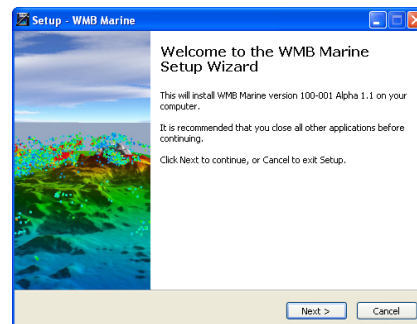 Setup - WMB Marine
Welcome to the WMB Marine
Setup Wizard
This will install WMB Marine version 100-001 Alpha 1.1 on your
computer.
It is recommended that you close all other applications before
continuing.
Click Next to continue, or Cancel to exit Setup.
Next >
Cancel